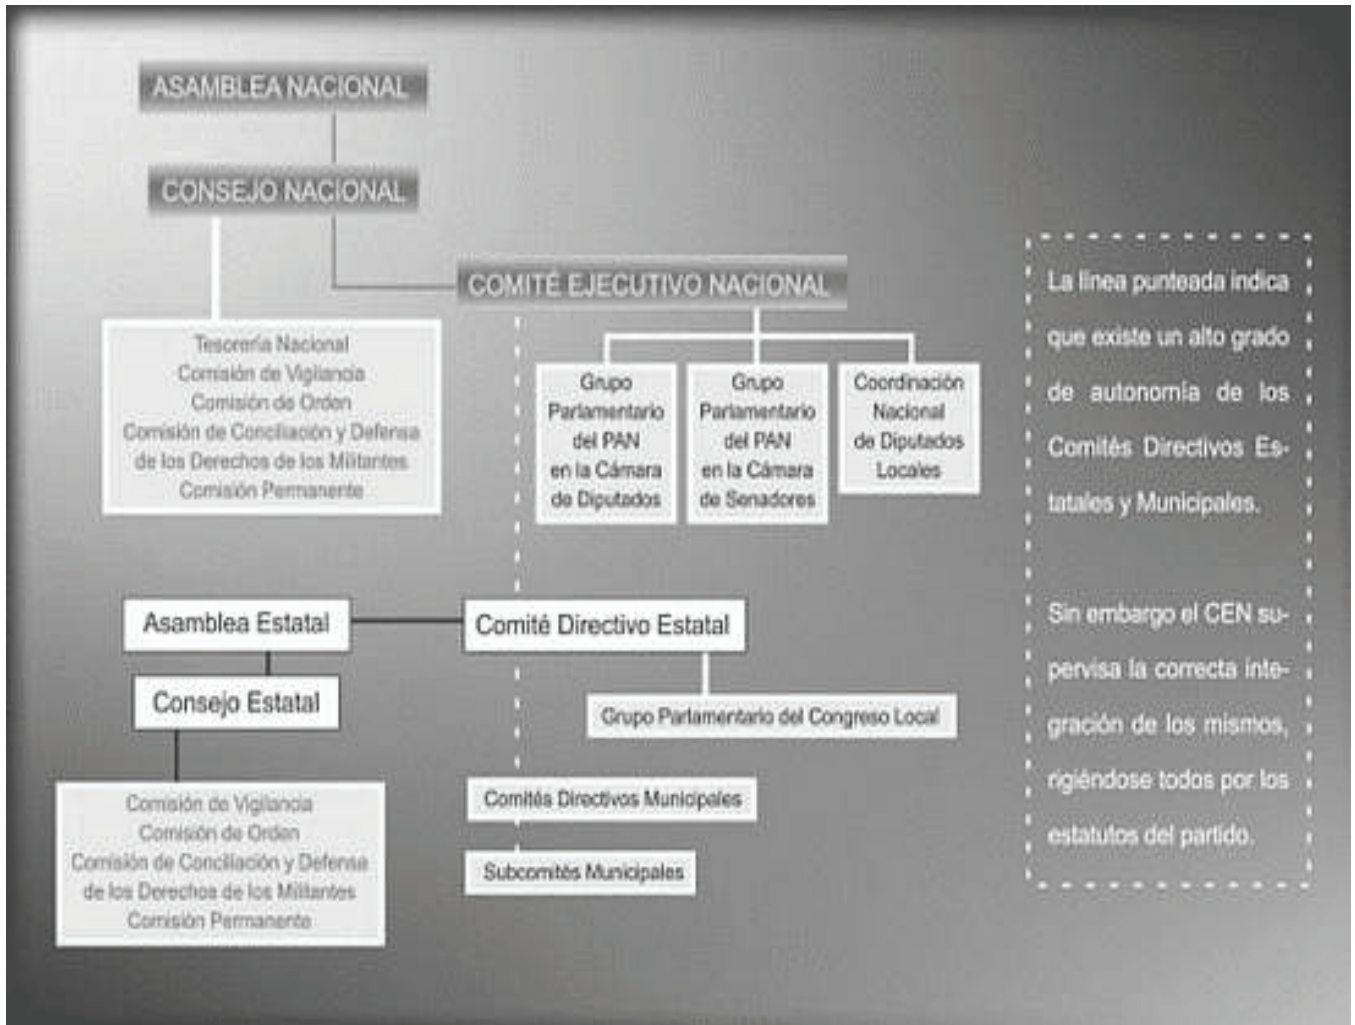 ASAMBLEA NACIONAL
CONSEJO NACIONAL
COMITÉ EJECUTIVO NACIONAL
Tesorería Nacional
Comisión de Vigilancia
Comisión de Orden
Comisión de Conciliación y Defensa
de los Derechos de los Militantes
Comisión Permanente
Grupo
Parlamentario
del PAN
en la Cámara
de Diputados
Grupo
Parlamentario
del PAN
en la Cámara
de Senadores
Coordinación
Nacional
de Diputados
Locales
Asamblea Estatal
Comité Directivo Estatal
Consejo Estatal
Grupo Parlamentario del Congreso Local
Comisión de Vigilancia
Comisión de Orden
Comisión de Conciliación y Defensa
de los Derechos de los Militantes
Comisión Permanente
Comités Directivos Municipales
Subcomités Municipales
La línea punteada indica
que existe un alto grado
de autonomía de los
Comités Directivos Es-
tatales y Municipales.
Sin embargo el CEN su-
pervisa la correcta inte-
gración de los mismos,
rigiéndose todos por los
estatutos del partido.